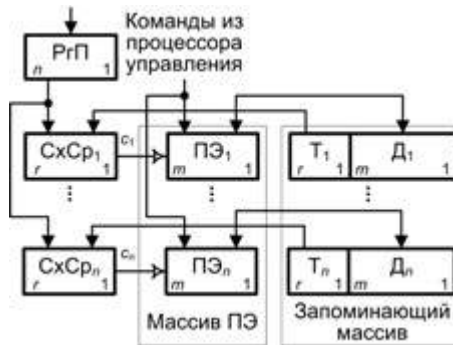 Команды из
процессора
управления
РгП
n 1
СхСр1 c1 ПЭ1 Т1 Д1
r 1 m 1 r 1 m 1
СхСрn cn ПЭn Тn Дn
r 1 m 1 r 1 m 1
Массив ПЭ
Запоминающий
массив